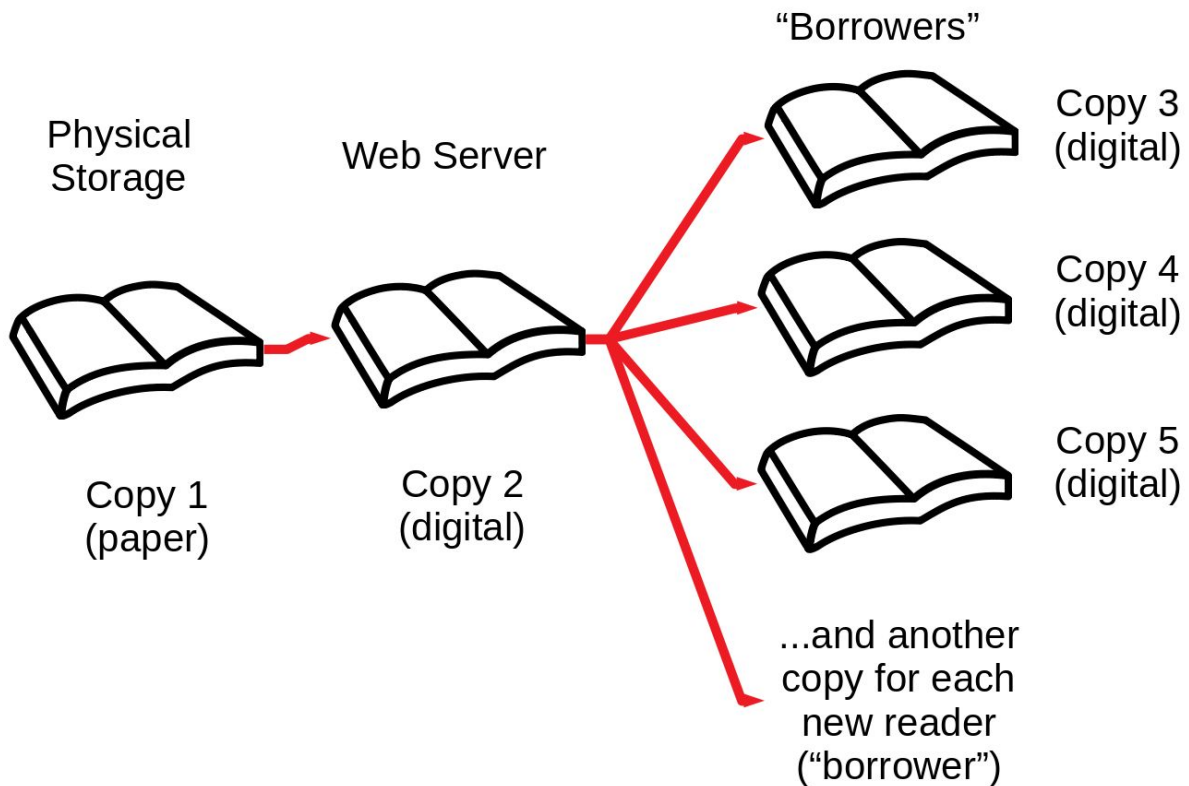 “Borrowers”
Physical
Storage
Web Server
Copy 3
(digital)
Copy 4
(digital)
Copy 5
(digital)
Copy 1
(paper)
Copy 2
(digital)
...and another
copy for each
new reader
(“borrower”)